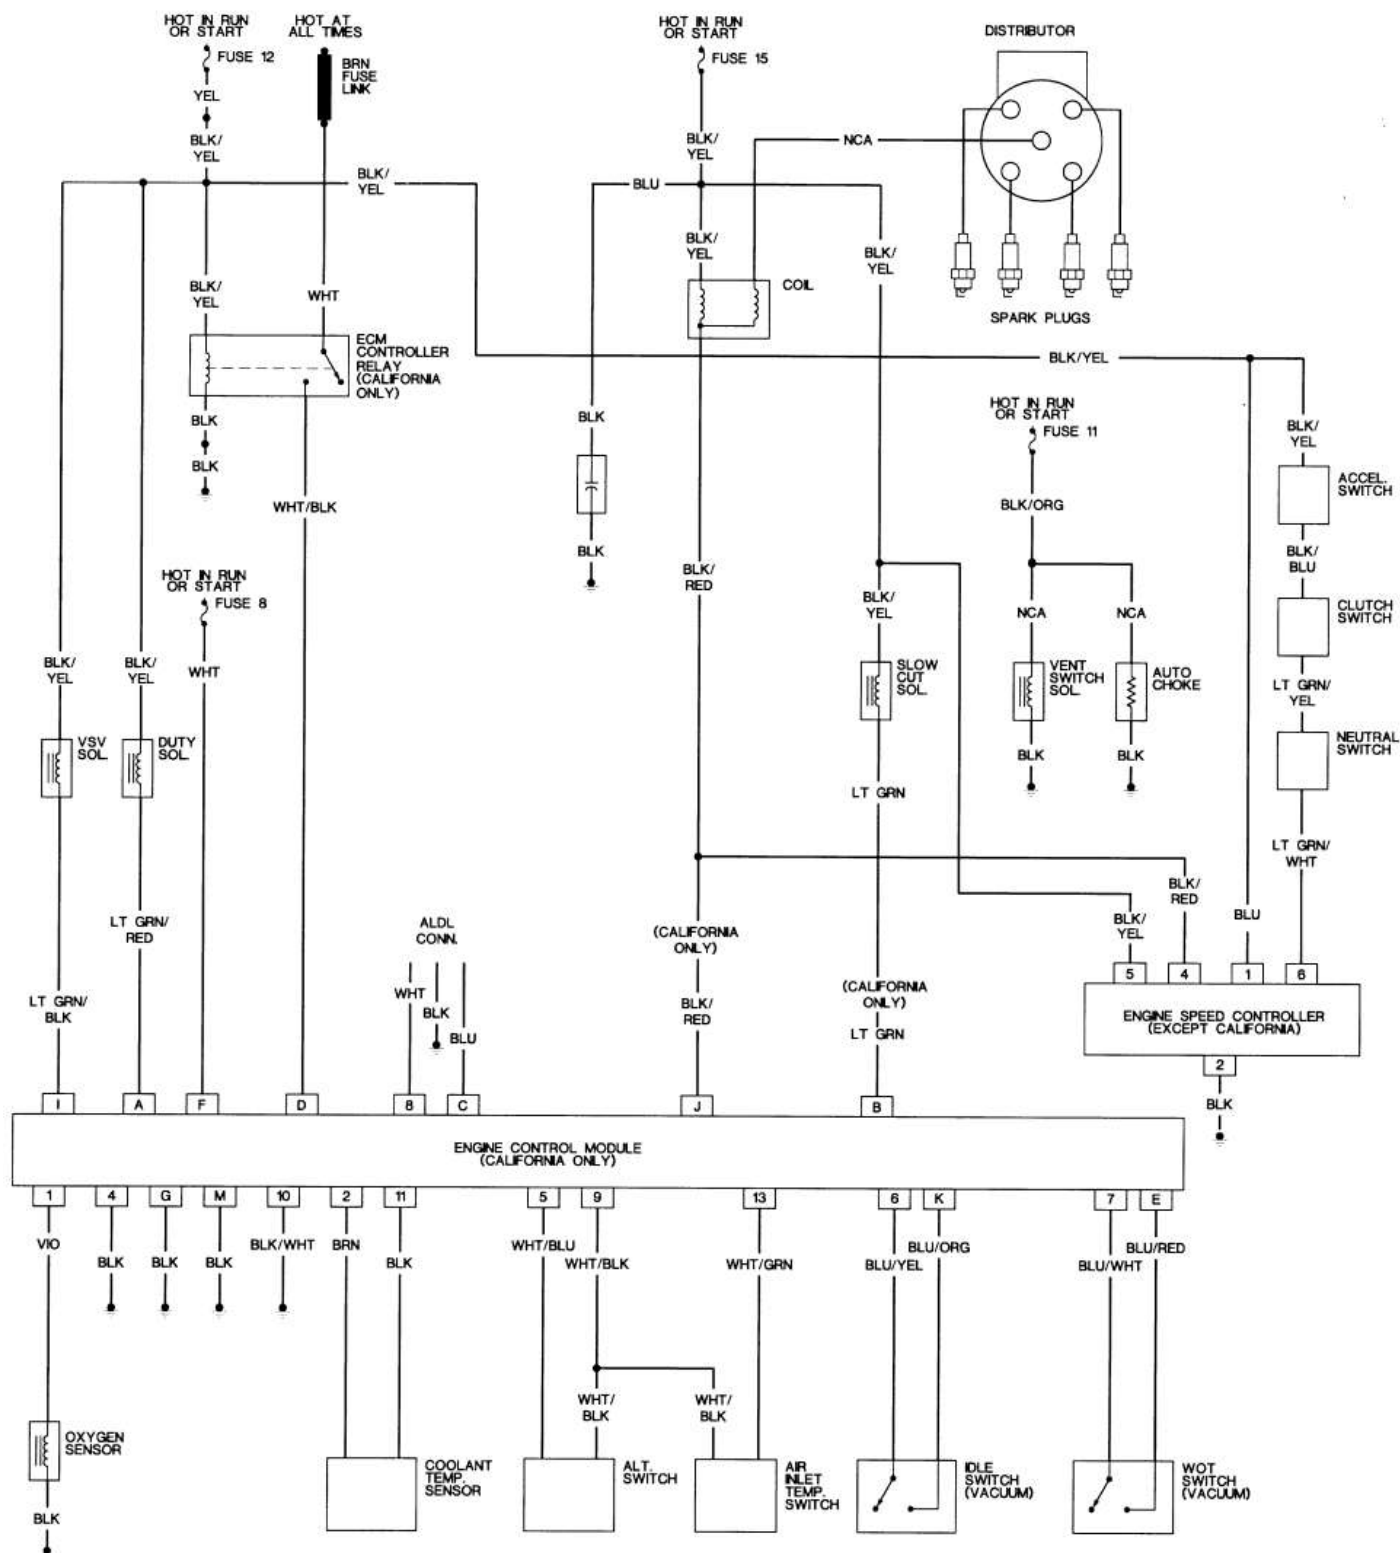 HOT IN RUN
OR START
FUSE 12
HOT AT
ALL TIMES
BRN
FUSE
LINK
HOT IN RUN
OR START
FUSE 15
DISTRIBUTOR
YEL
BLK/
YEL
BLK/
YEL
BLK/
YEL
NCA
BLU
BLK/
YEL
BLK/
YEL
BLK/
YEL
WHT
COIL
SPARK PLUGS
ECM
CONTROLLER
RELAY
(CALIFORNIA
ONLY)
BLK/YEL
BLK
BLK
BLK
HOT IN RUN
OR START
FUSE 11
BLK/
YEL
ACCEL.
SWITCH
WHT/BLK
BLK/ORG
BLK
BLK/
RED
BLK/
BLU
HOT IN RUN
OR START
FUSE 8
BLK/
YEL
NCA
NCA
CLUTCH
SWITCH
BLK/
YEL
BLK/
YEL
WHT
SLOW
CUT
SOL.
VENT
SWITCH
SOL.
AUTO
CHOKE
LT GRN/
YEL
VSV
SOL.
DUTY
SOL.
BLK
BLK
NEUTRAL
SWITCH
LT GRN
LT GRN/
WHT
BLK/
RED
LT GRN/
RED
ALDL
CONN.
(CALIFORNIA
ONLY)
BLK/
YEL
BLU
5
4
1
6
LT GRN/
BLK
WHT
BLK
BLU
BLK/
RED
(CALIFORNIA
ONLY)
LT GRN
ENGINE SPEED CONTROLLER
(EXCEPT CALIFORNIA)
2
BLK
I
A
F
D
8
C
J
B
ENGINE CONTROL MODULE
(CALIFORNIA ONLY)
1
4
G
M
10
2
11
5
9
13
6
K
7
E
VIO
BLK
BLK
BLK
BLK/WHT
BRN
BLK
WHT/BLU
WHT/BLK
WHT/GRN
BLU/YEL
BLU/ORG
BLU/WHT
BLU/RED
WHT/
BLK
WHT/
BLK
OXYGEN
SENSOR
COOLANT
TEMP.
SENSOR
ALT.
SWITCH
AIR
INLET
TEMP.
SWITCH
IDLE
SWITCH
(VACUUM)
WOT
SWITCH
(VACUUM)
BLK